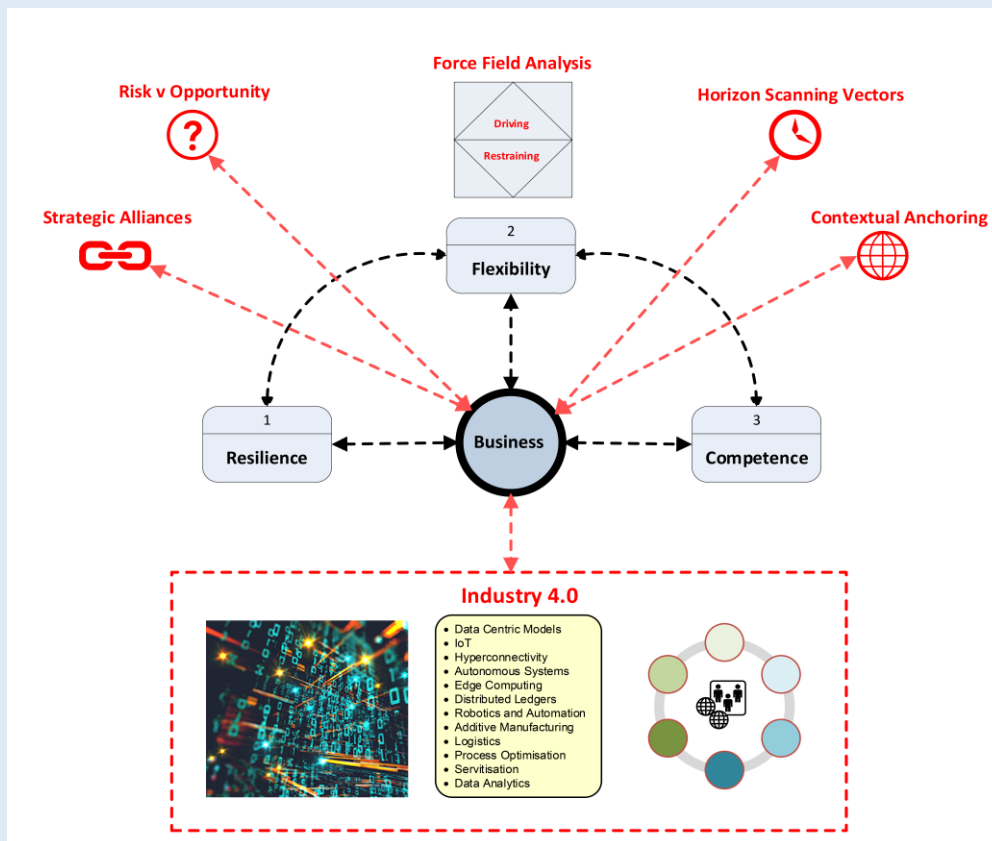 Force Field Analysis
Risk v Opportunity
Horizon Scanning Vectors
?
Driving
Restraining
Strategic Alliances
Contextual Anchoring
2
Flexibility
1
Resilience
Business
3
Competence
Industry 4.0
• Data Centric Models
• IoT
• Hyperconnectivity
• Autonomous Systems
• Edge Computing
• Distributed Ledgers
• Robotics and Automation
• Additive Manufacturing
• Logistics
• Process Optimisation
• Servitisation
• Data Analytics